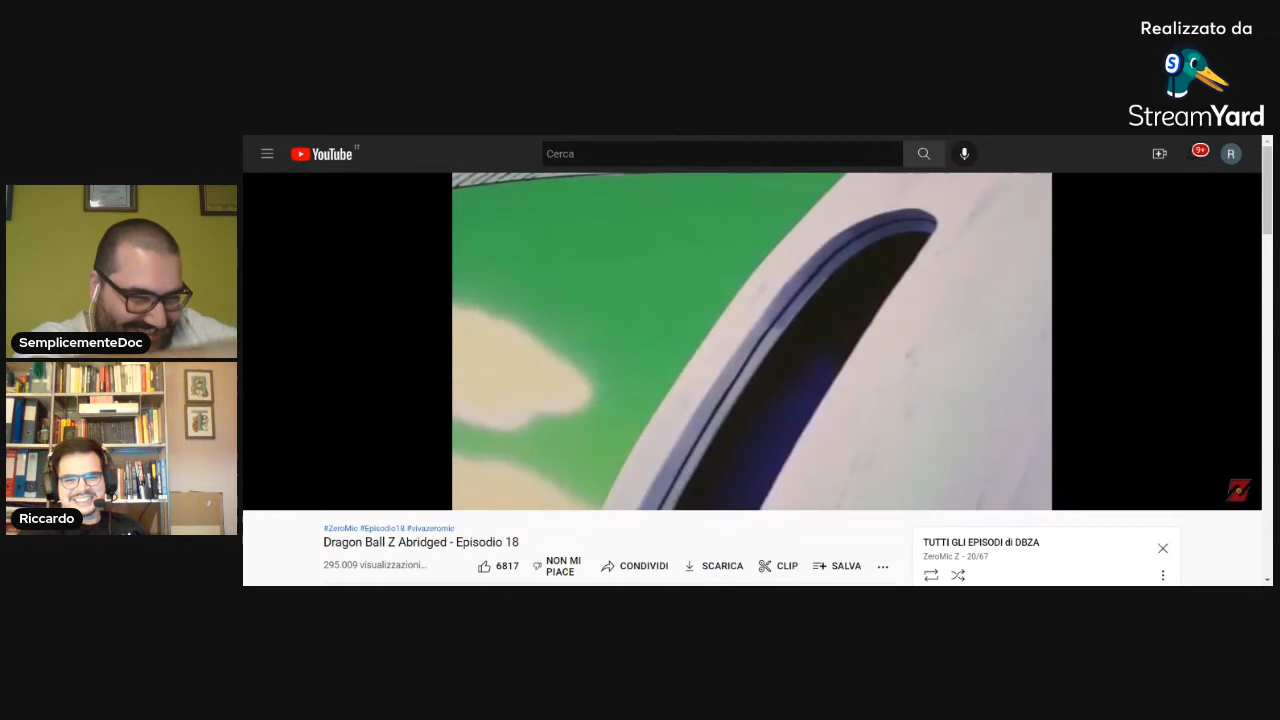 Realizzato da
StreamYard
YouTube IT
Cerca
9+
R
SemplicementeDoc
Riccardo
#ZeroMic #Episodio18 #vivazeromic
Dragon Ball Z Abridged - Episodio 18
295.009 visualizzazioni...
6817
NON MI
PIACE
CONDIVIDI
SCARICA
CLIP
SALVA
TUTTI GLI EPISODI di DBZA
ZeroMic Z - 20/67